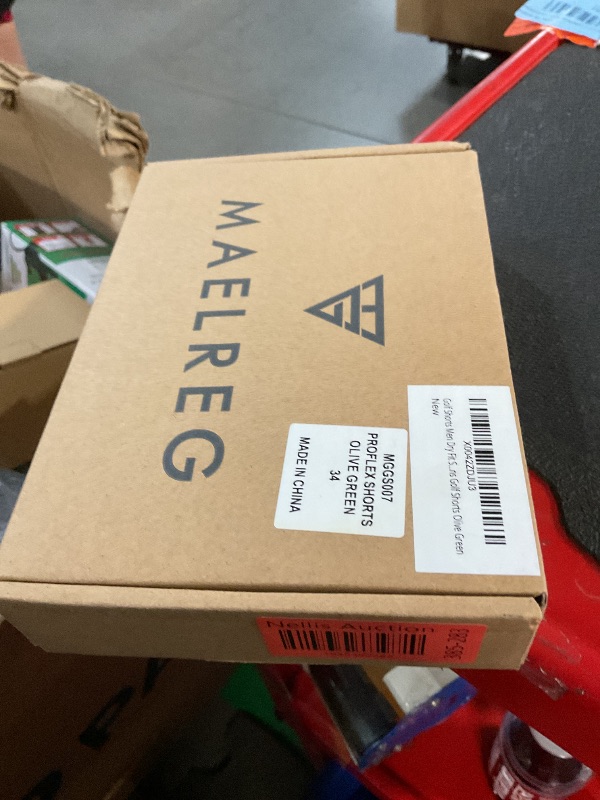 MAELREG
MGGS007
PROFLEX SHORTS
OLIVE GREEN
34
MADE IN CHINA
X0042ZDJU3
Golf Shorts Men Dry Fit S...ns Golf Shorts Olive Green
New
Nellis Auction